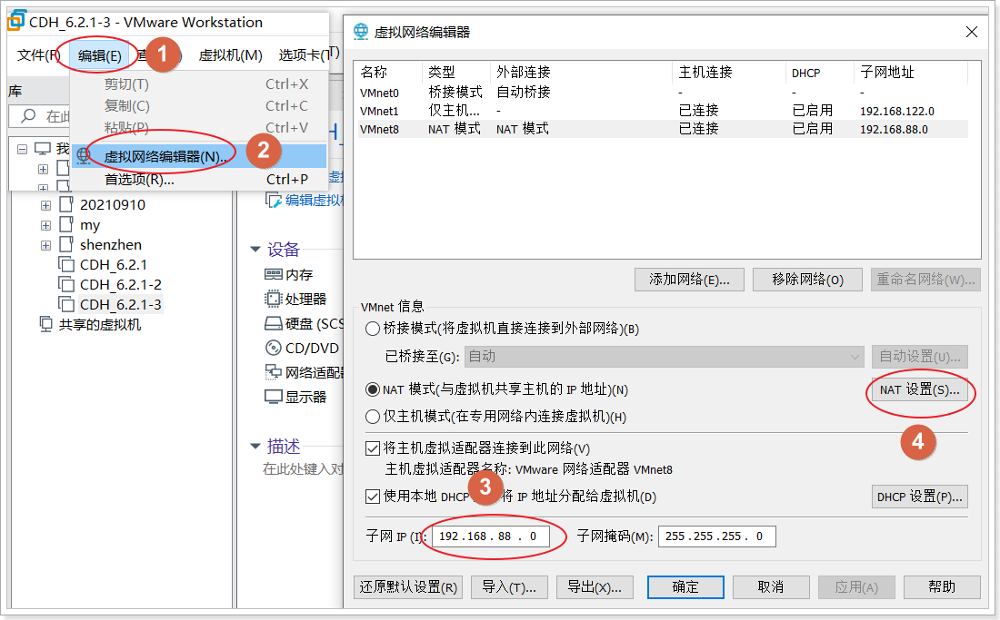 CDH_6.2.1-3 - VMware Workstation
文件(F) 编辑(E) 1 虚拟机(M) 选项卡(T)
库
剪切(T) Ctrl+X
复制(C) Ctrl+C
粘贴(P) Ctrl+V
虚拟网络编辑器(N)... 2
首选项(R)... Ctrl+P
在此
我
编辑虚拟机
20210910
my
shenzhen
CDH_6.2.1
CDH_6.2.1-2
CDH_6.2.1-3
共享的虚拟机
设备
内存
处理器
硬盘 (SCS
CD/DVD
网络适配器
显示器
描述
在此处键入对
虚拟网络编辑器
名称 类型 外部连接 主机连接 DHCP 子网地址
VMnet0 桥接模式 自动桥接 - - -
VMnet1 仅主机... - 已连接 已启用 192.168.122.0
VMnet8 NAT 模式 NAT 模式 已连接 已启用 192.168.88.0
添加网络(E)... 移除网络(O) 重命名网络(W)...
VMnet 信息
桥接模式(将虚拟机直接连接到外部网络)(B)
已桥接至(G): 自动 自动设置(U)...
NAT 模式(与虚拟机共享主机的 IP 地址)(N) NAT 设置(S)...
仅主机模式(在专用网络内连接虚拟机)(H)
4
将主机虚拟适配器连接到此网络(V)
主机虚拟适配器名称: VMware 网络适配器 VMnet8
3
使用本地 DHCP 将 IP 地址分配给虚拟机(D) DHCP 设置(P)...
子网 IP (I): 192.168. 88 . 0 子网掩码(M): 255.255.255. 0
还原默认设置(R) 导入(T)... 导出(X)... 确定 取消 应用(A) 帮助